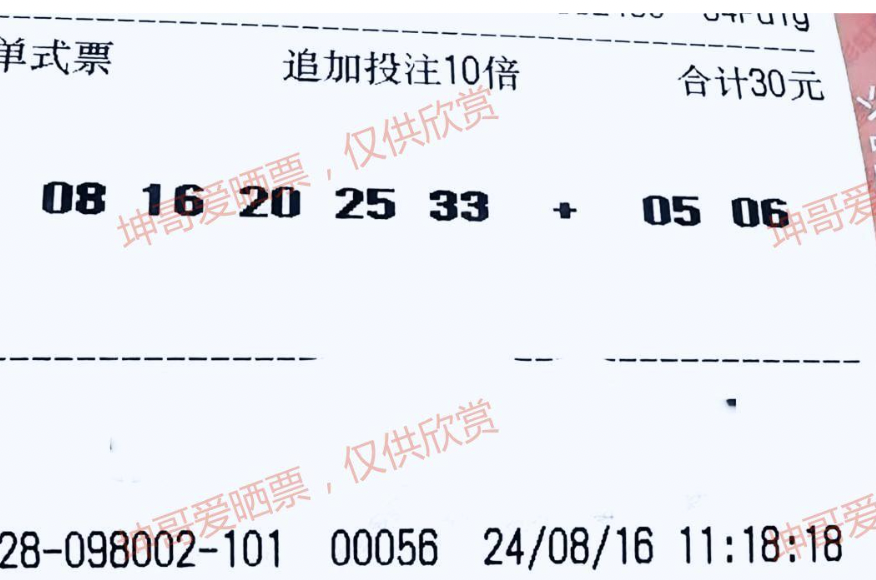 单式票 追加投注10倍 合计30元
坤哥爱晒票，仅供欣赏
08 16 20 25 33 + 05 06
坤哥爱
坤哥爱晒票，仅供欣赏
坤哥爱
28-098002-101 00056 24/08/16 11:18:18